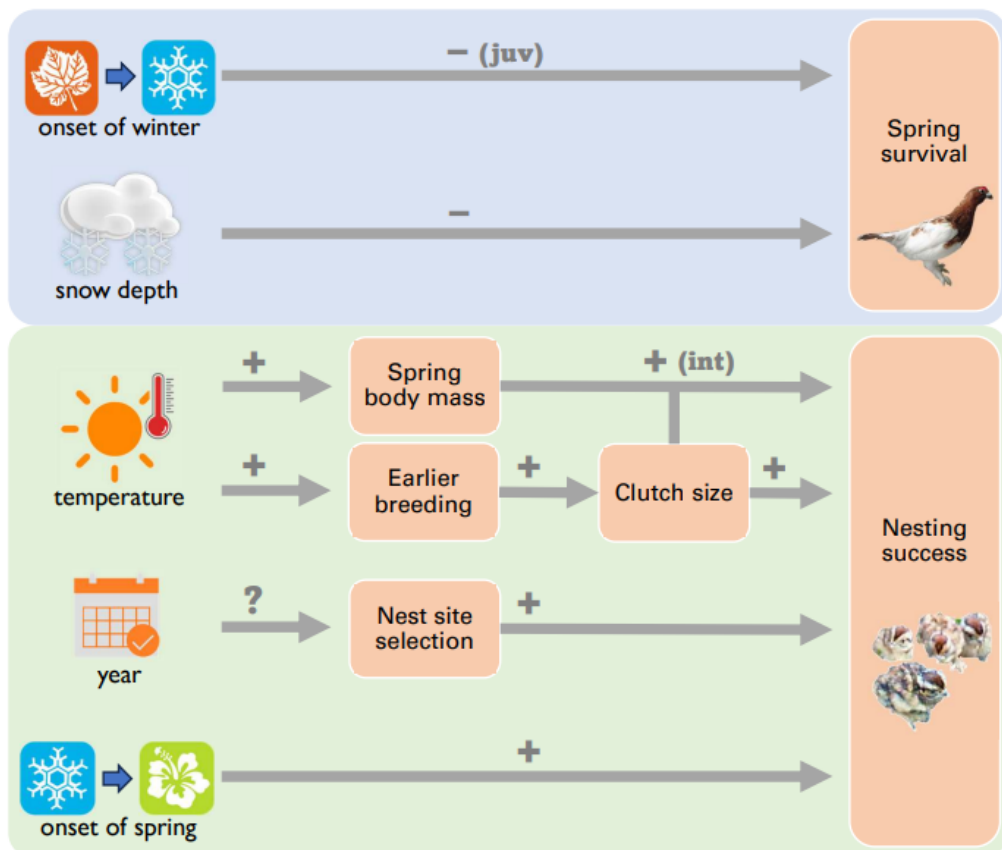 − (juv)
onset of winter
Spring
survival
−
snow depth
+
Spring
body mass
+ (int)
temperature
+
Earlier
breeding
+
Clutch size
+
Nesting
success
year
?
Nest site
selection
+
onset of spring
+